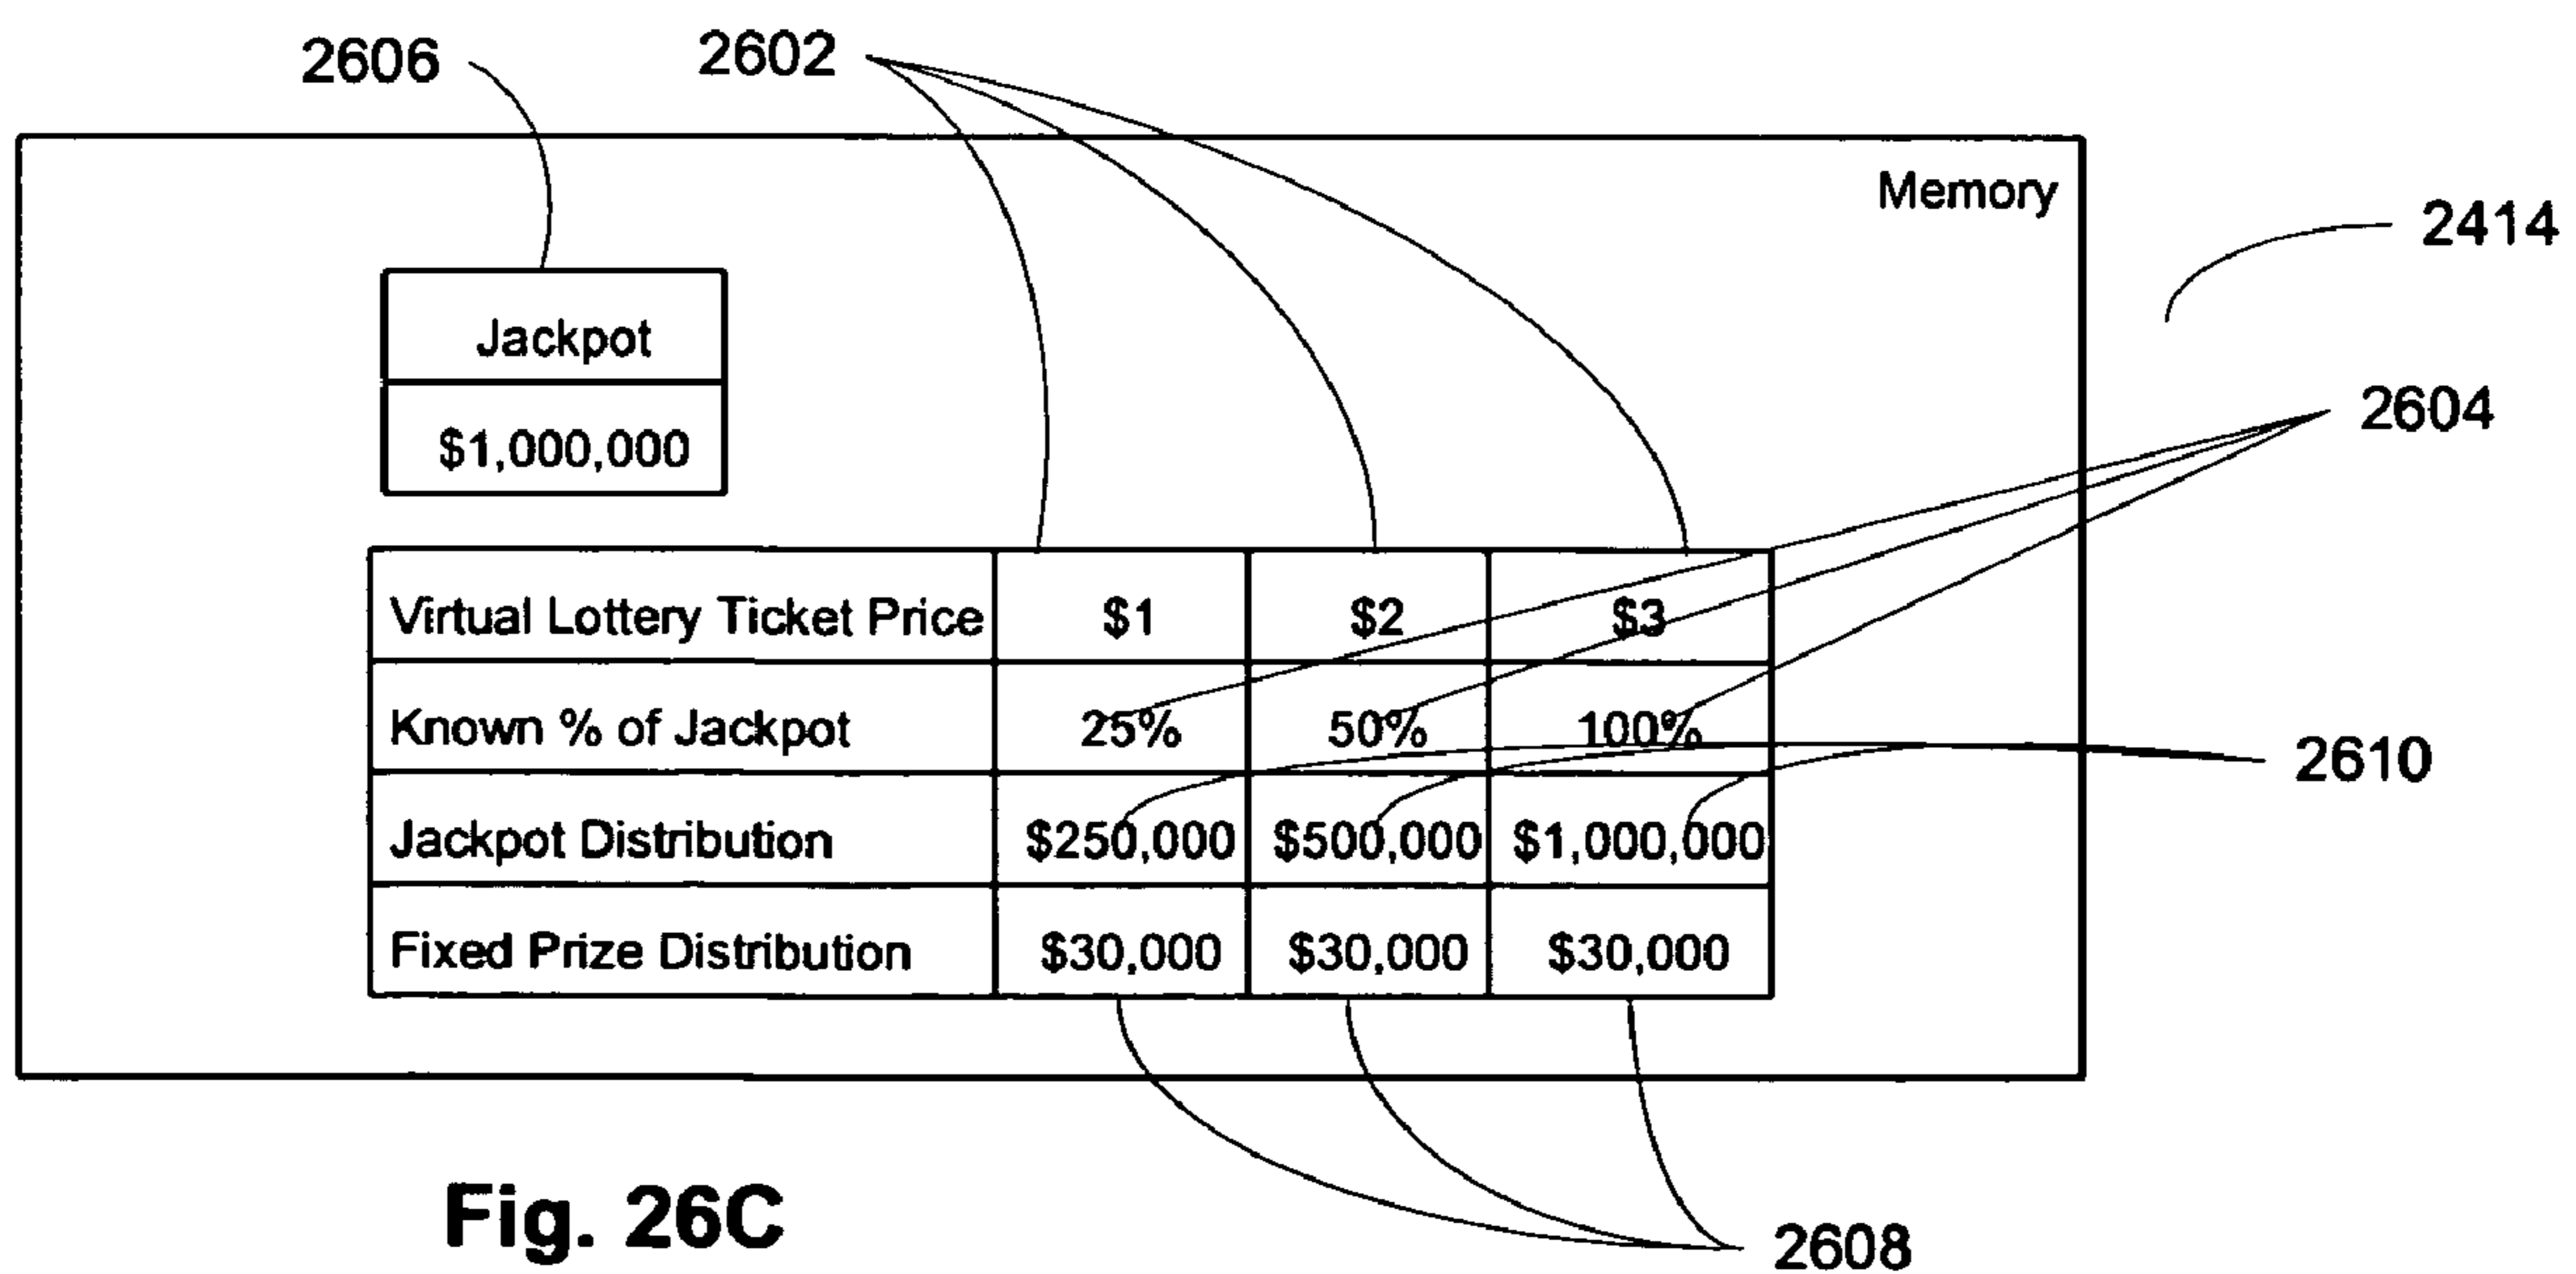 2606 2602
Memory
2414
Jackpot
$1,000,000
2604
Virtual Lottery Ticket Price $1 $2 $3
Known % of Jackpot 25% 50% 100%
2610
Jackpot Distribution $250,000 $500,000 $1,000,000
Fixed Prize Distribution $30,000 $30,000 $30,000
Fig. 26C
2608